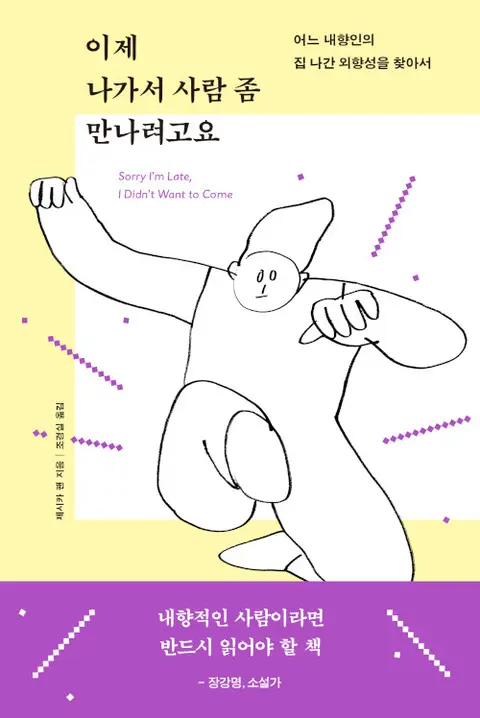 이제
나가서 사람 좀
만나려고요
어느 내향인의
집 나간 외향성을 찾아서
Sorry I'm Late,
I Didn't Want to Come
제시카 팬 지음 | 조경실 옮김
내향적인 사람이라면
반드시 읽어야 할 책
– 장강명, 소설가